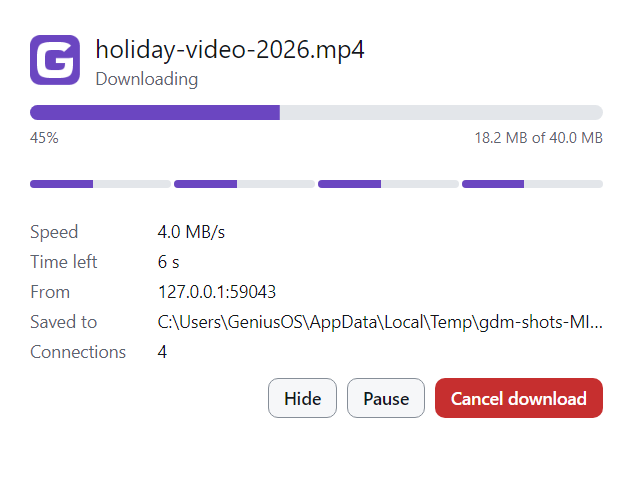 G
holiday-video-2026.mp4
Downloading
45% 18.2 MB of 40.0 MB
Speed 4.0 MB/s
Time left 6 s
From 127.0.0.1:59043
Saved to C:\Users\GeniusOS\AppData\Local\Temp\gdm-shots-MI...
Connections 4
Hide Pause Cancel download